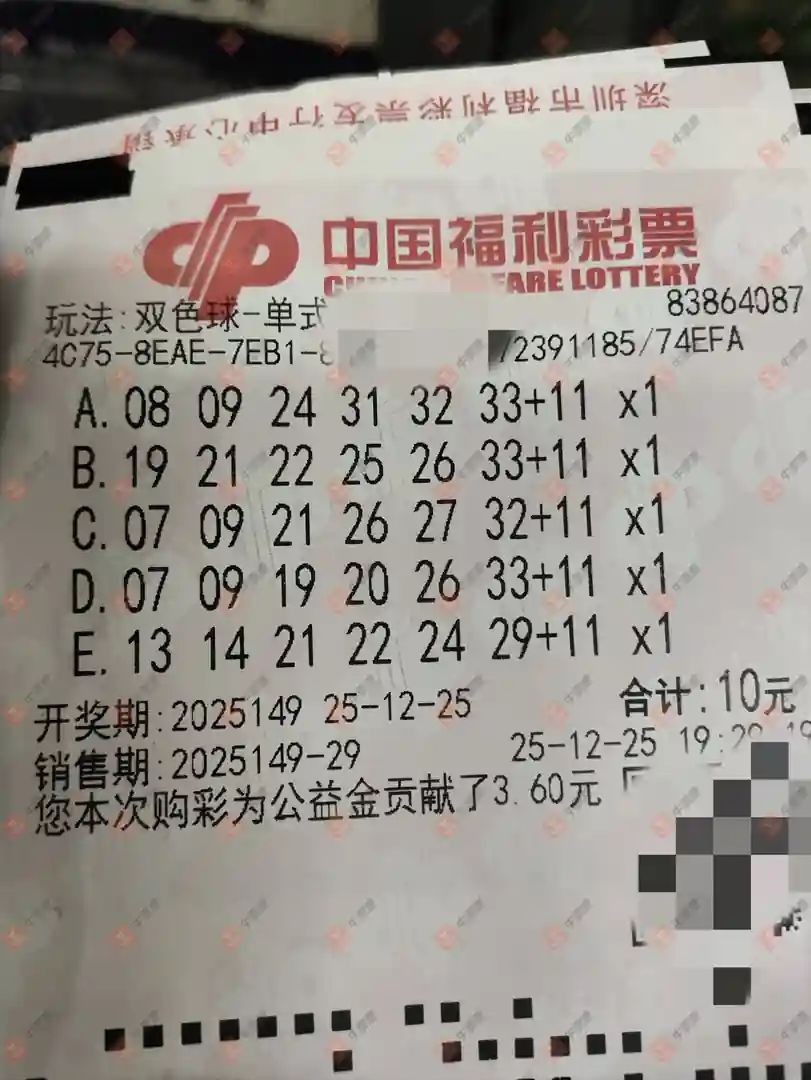 深圳市福利彩票发行中心承销
中国福利彩票
CH FARE LOTTERY
玩法:双色球-单式
83864087
4C75-8EAE-7EB1- /2391185/74EFA
A.08 09 24 31 32 33+11 x1
B.19 21 22 25 26 33+11 x1
C.07 09 21 26 27 32+11 x1
D.07 09 19 20 26 33+11 x1
E.13 14 21 22 24 29+11 x1
开奖期:2025149 25-12-25
合计:10元
销售期:2025149-29
25-12-25 19:29:19
您本次购彩为公益金贡献了3.60元